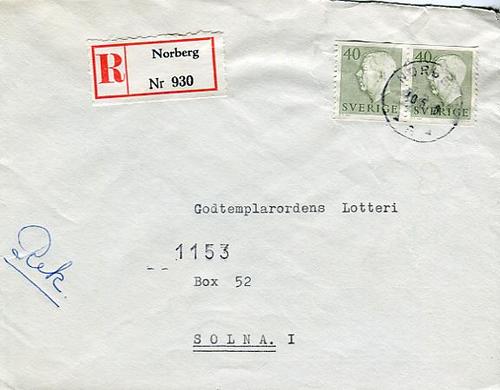 R
Norberg
Nr 930
40 40
SVERIGE SVERIGE
Godtemplarordens Lotteri
1153
Box 52
SOLNA. I
Rek.